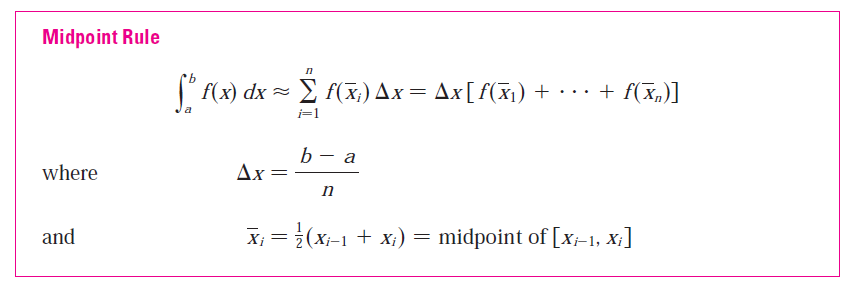 Midpoint Rule
∫ₐᵇ f(x) dx ≈ ∑ᵢ₌₁ⁿ f(x̅ᵢ) Δx = Δx[f(x̅₁) + ··· + f(x̅ₙ)]
where Δx = (b − a)/n
and x̅ᵢ = ½(xᵢ₋₁ + xᵢ) = midpoint of [xᵢ₋₁, xᵢ]